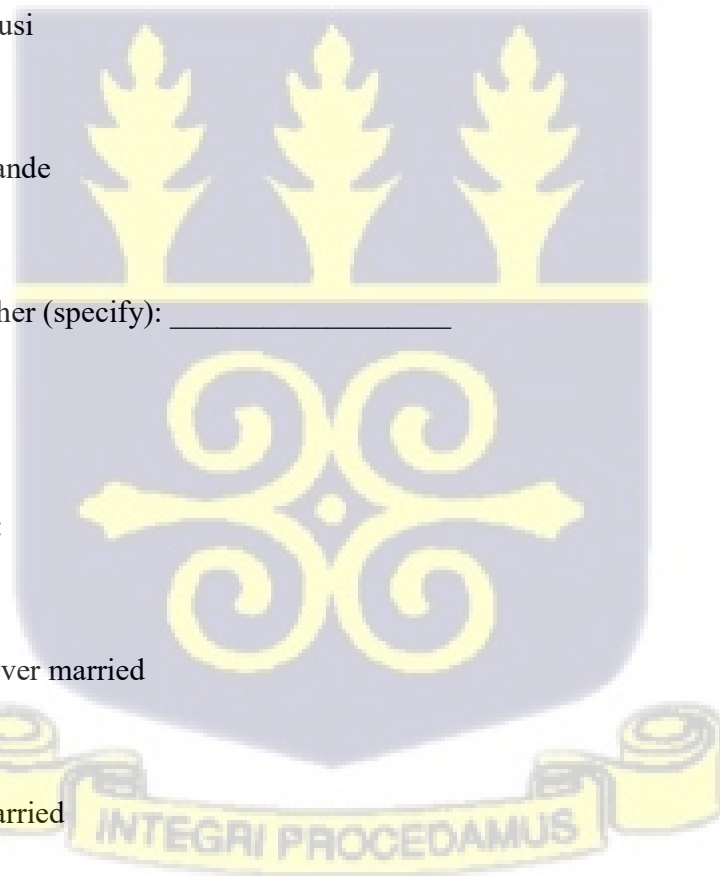 usi
ande
her (specify): ___________________
:
ver married
arried
INTEGRI PROCEDAMUS